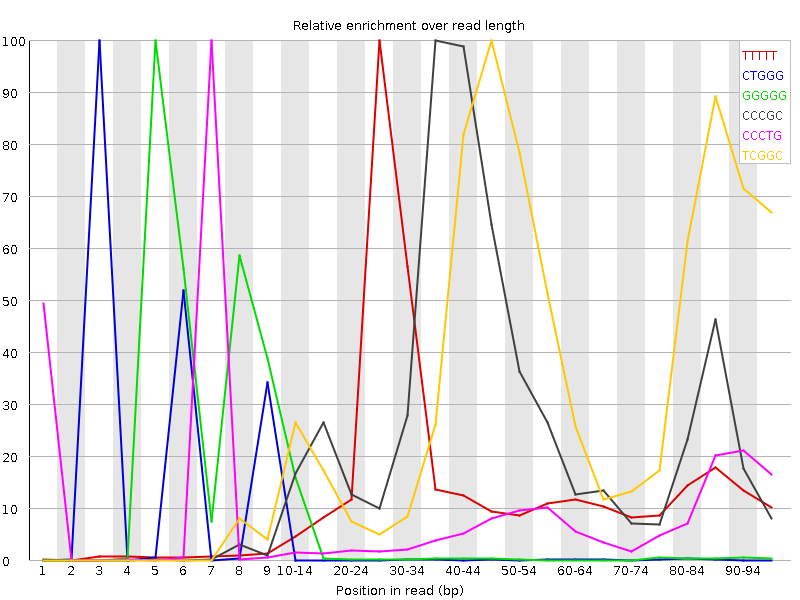 Relative enrichment over read length
100
90
80
70
60
50
40
30
20
10
0
TTTTT
CTGGG
GGGGG
CCCGC
CCCTG
TCGGC
1 2 3 4 5 6 7 8 9 10-14 20-24 30-34 40-44 50-54 60-64 70-74 80-84 90-94
Position in read (bp)